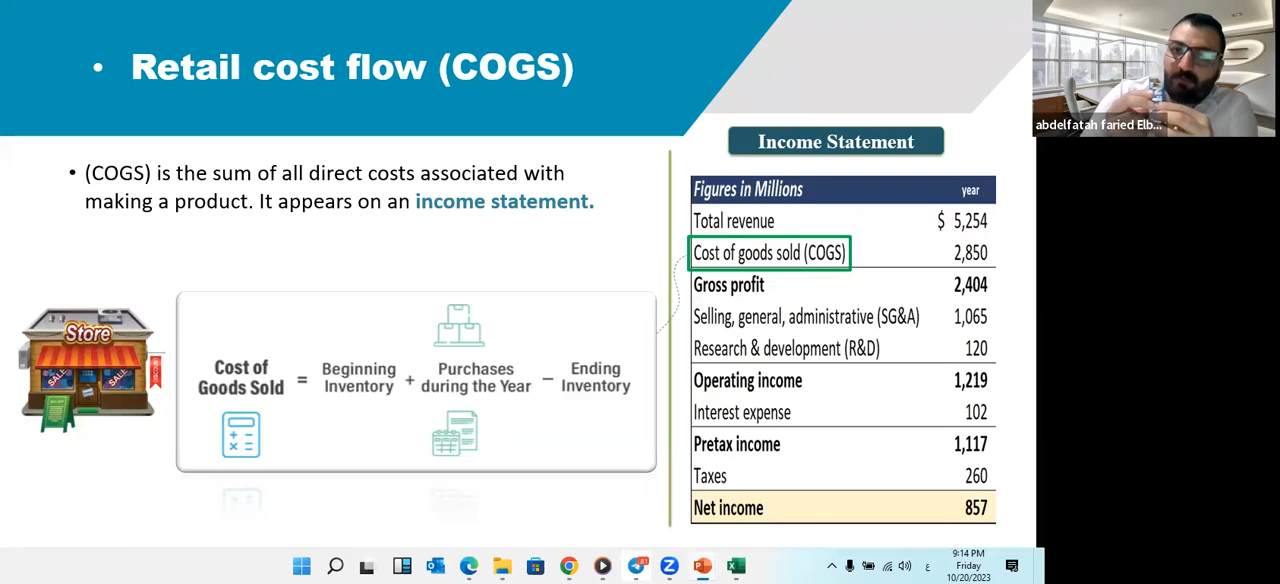 • Retail cost flow (COGS)
abdelfatah faried Elb...
• (COGS) is the sum of all direct costs associated with
making a product. It appears on an income statement.
Store
SALE
SALE
Cost of
Goods Sold
=
Beginning
Inventory
+
Purchases
during the Year
−
Ending
Inventory
Income Statement
Figures in Millions year
Total revenue $ 5,254
Cost of goods sold (COGS) 2,850
Gross profit 2,404
Selling, general, administrative (SG&A) 1,065
Research & development (R&D) 120
Operating income 1,219
Interest expense 102
Pretax income 1,117
Taxes 260
Net income 857
ع
9:14 PM
Friday
10/20/2023